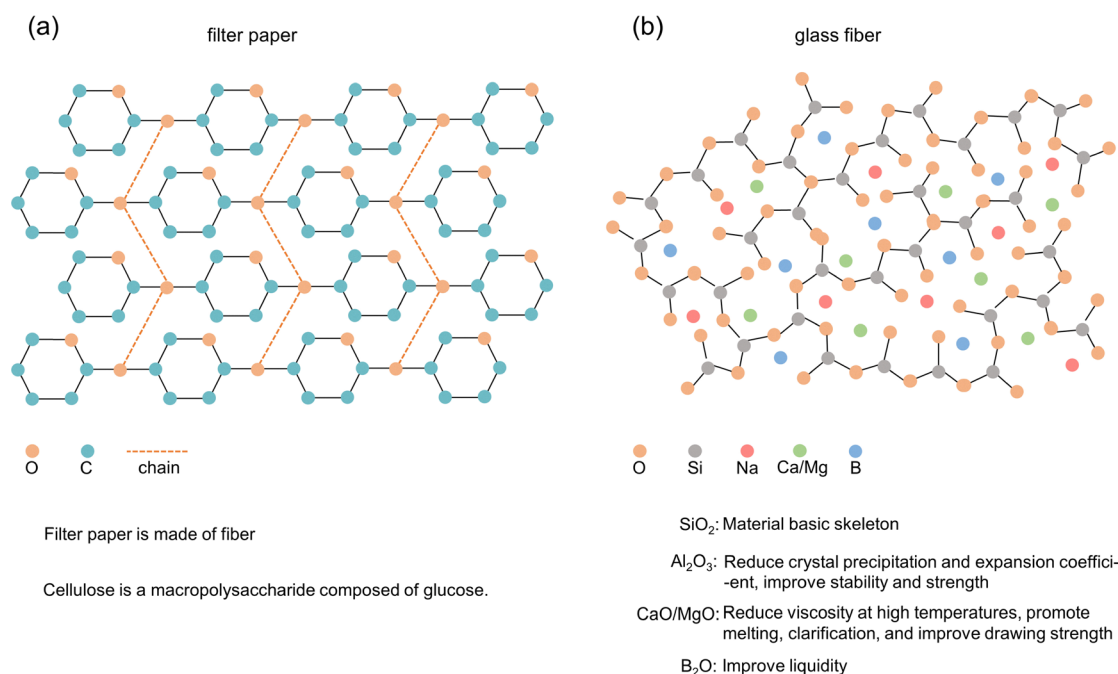 (a)
filter paper
O
C
chain
Filter paper is made of fiber
Cellulose is a macropolysaccharide composed of glucose.
(b)
glass fiber
O
Si
Na
Ca/Mg
B
SiO₂: Material basic skeleton
Al₂O₃: Reduce crystal precipitation and expansion coeffici-
-ent, improve stability and strength
CaO/MgO: Reduce viscosity at high temperatures, promote
melting, clarification, and improve drawing strength
B₂O: Improve liquidity